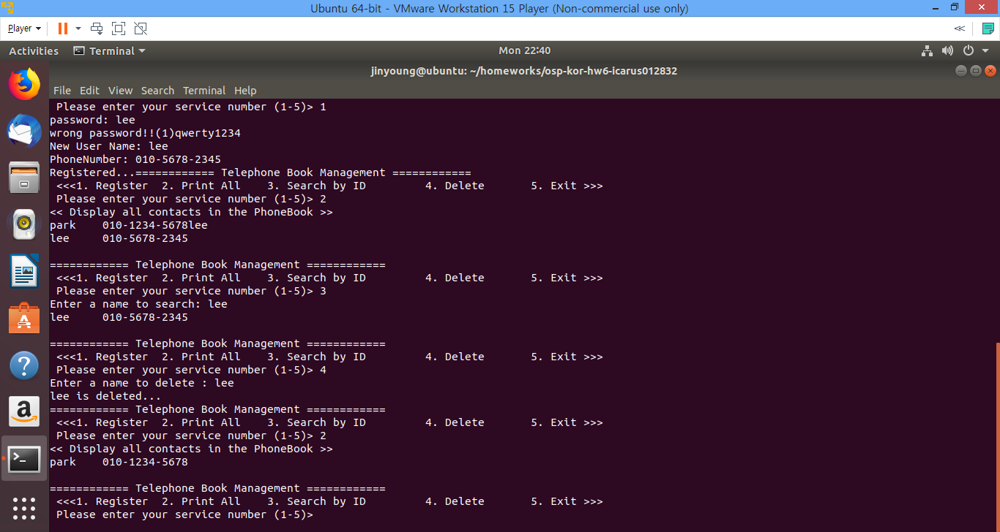 Ubuntu 64-bit - VMware Workstation 15 Player (Non-commercial use only)
Player
Activities Terminal Mon 22:40
jinyoung@ubuntu: ~/homeworks/osp-kor-hw6-icarus012832
File Edit View Search Terminal Help
Please enter your service number (1-5)> 1
password: lee
wrong password!!(1)qwerty1234
New User Name: lee
PhoneNumber: 010-5678-2345
Registered...============ Telephone Book Management ============
<<<1. Register 2. Print All 3. Search by ID 4. Delete 5. Exit >>>
Please enter your service number (1-5)> 2
<< Display all contacts in the PhoneBook >>
park 010-1234-5678lee
lee 010-5678-2345
============ Telephone Book Management ============
<<<1. Register 2. Print All 3. Search by ID 4. Delete 5. Exit >>>
Please enter your service number (1-5)> 3
Enter a name to search: lee
lee 010-5678-2345
============ Telephone Book Management ============
<<<1. Register 2. Print All 3. Search by ID 4. Delete 5. Exit >>>
Please enter your service number (1-5)> 4
Enter a name to delete : lee
lee is deleted...
============ Telephone Book Management ============
<<<1. Register 2. Print All 3. Search by ID 4. Delete 5. Exit >>>
Please enter your service number (1-5)> 2
<< Display all contacts in the PhoneBook >>
park 010-1234-5678
============ Telephone Book Management ============
<<<1. Register 2. Print All 3. Search by ID 4. Delete 5. Exit >>>
Please enter your service number (1-5)>